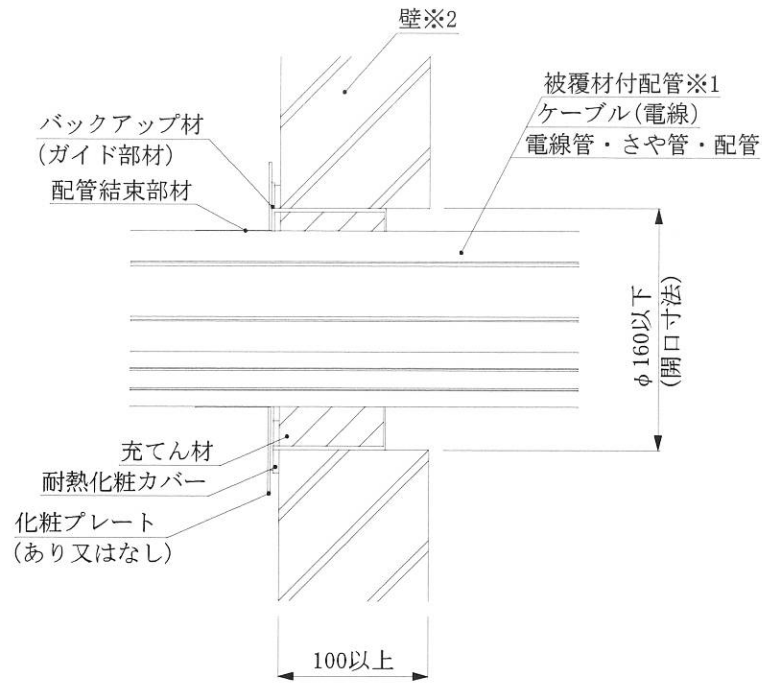 壁※2
被覆材付配管※1
ケーブル(電線)
電線管・さや管・配管
バックアップ材
(ガイド部材)
配管結束部材
φ160以下
(開口寸法)
充てん材
耐熱化粧カバー
化粧プレート
(あり又はなし)
100以上